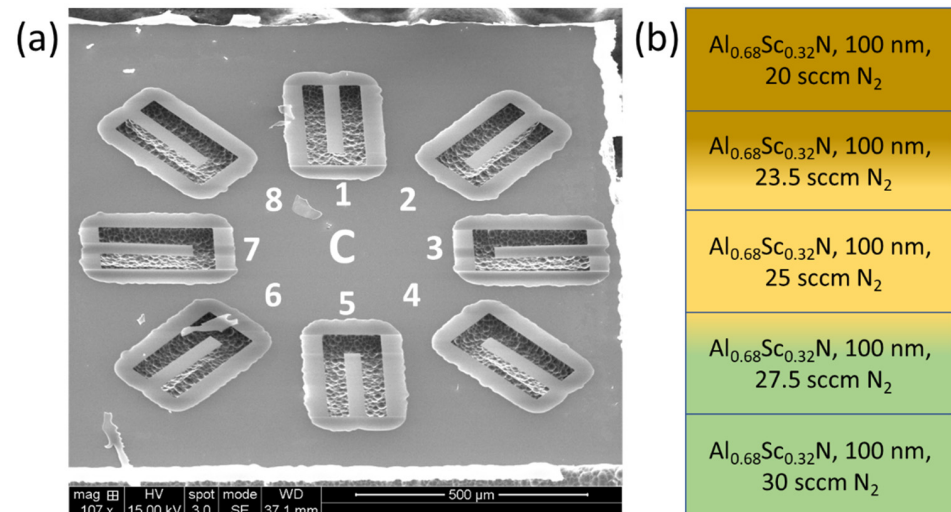 (a)
8 1 2
7 C 3
6 5 4
mag HV spot mode WD
107 x 15.00 kV 3.0 SE 37.1 mm
500 µm
(b)
Al₀.₆₈Sc₀.₃₂N, 100 nm,
20 sccm N₂
Al₀.₆₈Sc₀.₃₂N, 100 nm,
23.5 sccm N₂
Al₀.₆₈Sc₀.₃₂N, 100 nm,
25 sccm N₂
Al₀.₆₈Sc₀.₃₂N, 100 nm,
27.5 sccm N₂
Al₀.₆₈Sc₀.₃₂N, 100 nm,
30 sccm N₂